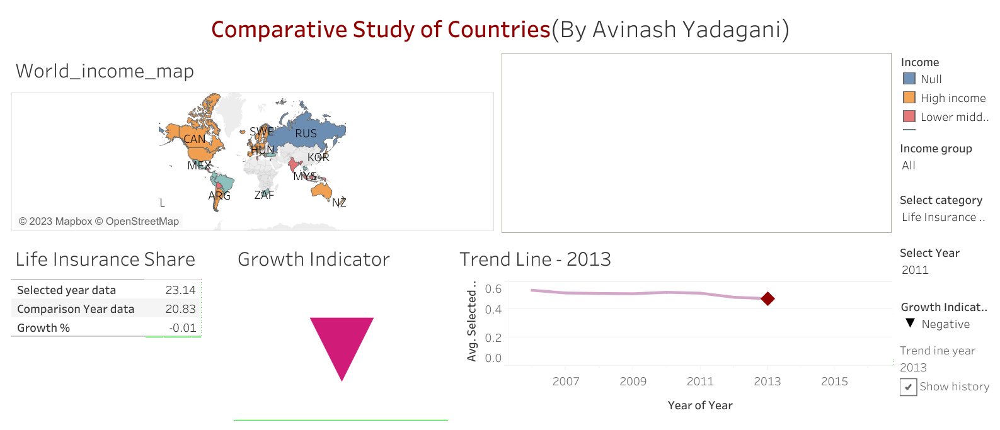 Comparative Study of Countries(By Avinash Yadagani)
World_income_map
CAN
SWE
RUS
HUN
KOR
MEX
MYS
ARG
ZAF
L
NZ
© 2023 Mapbox © OpenStreetMap
Income
Null
High income
Lower midd..
Income group
All
Select category
Life Insurance ..
Select Year
2011
Growth Indicat..
Negative
Trend ine year
2013
Show history
Life Insurance Share
Selected year data 23.14
Comparison Year data 20.83
Growth % -0.01
Growth Indicator
Trend Line - 2013
Avg. Selected ..
0.6
0.4
0.2
0.0
2007 2009 2011 2013 2015
Year of Year